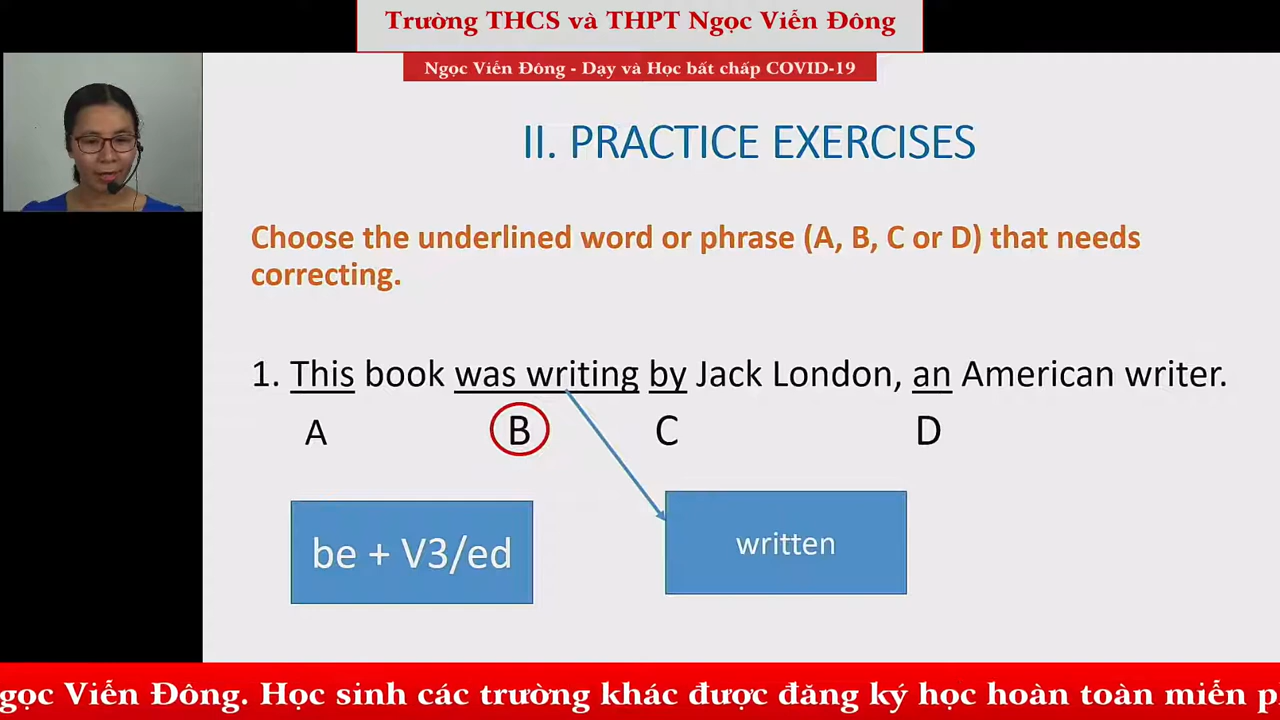 Trường THCS và THPT Ngọc Viễn Đông
Ngọc Viễn Đông - Dạy và Học bất chấp COVID-19
II. PRACTICE EXERCISES
Choose the underlined word or phrase (A, B, C or D) that needs
correcting.
1. This book was writing by Jack London, an American writer.
A B C D
be + V3/ed
written
Viễn Đông. Học sinh các trường khác được đăng ký học hoàn toàn miễn